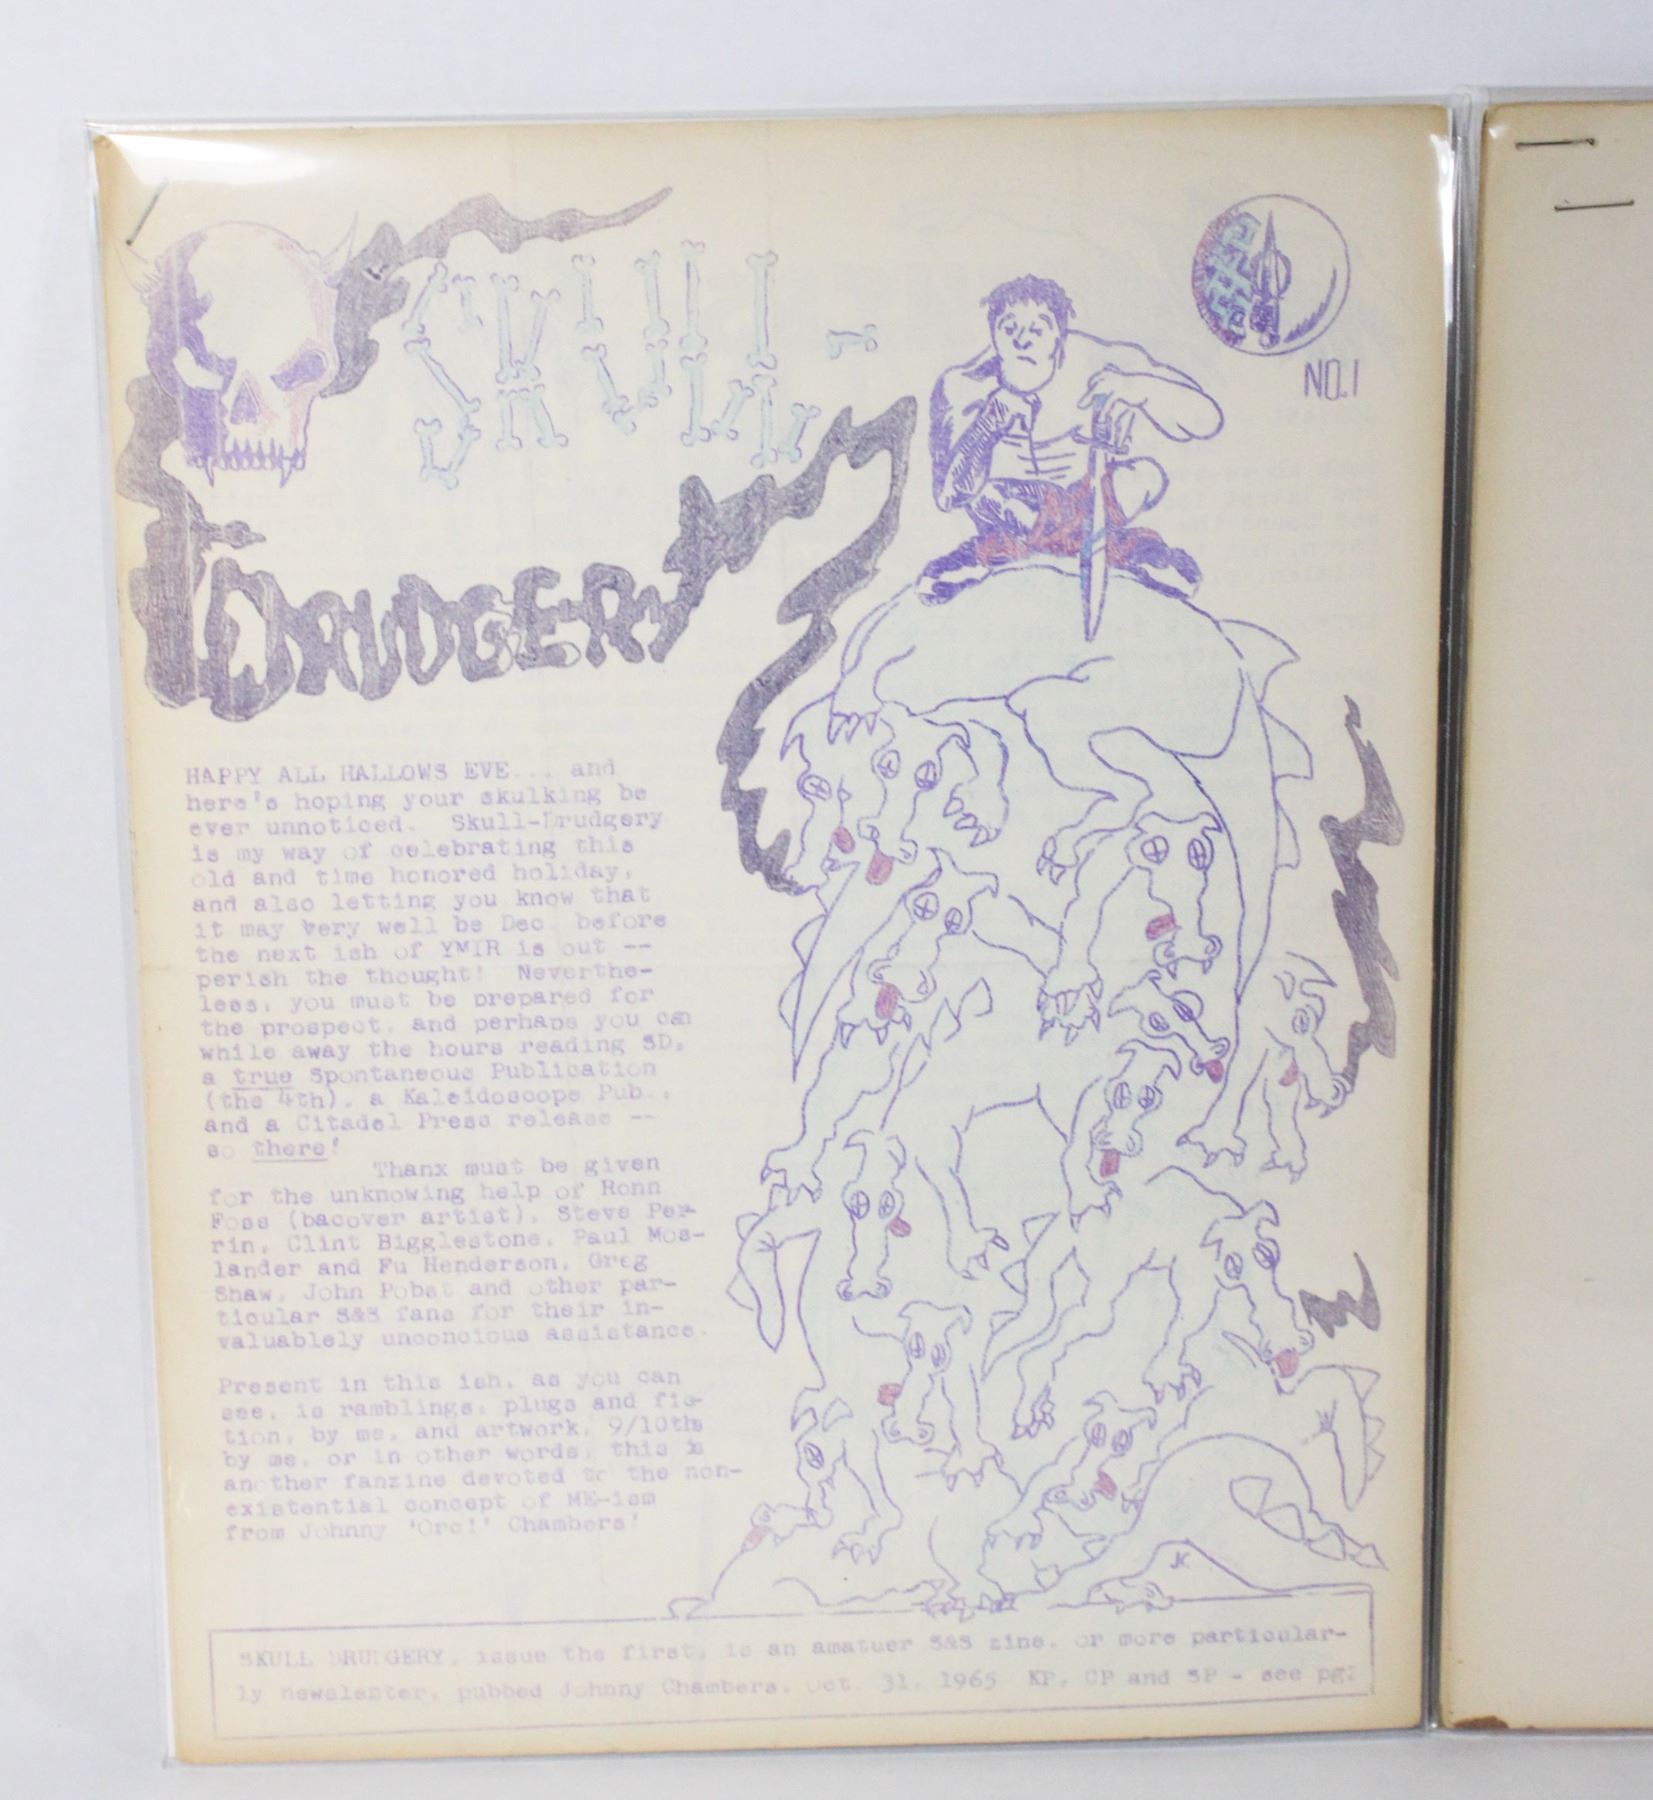 SKULL-
DRUDGERY
NO.1
HAPPY ALL HALLOWS EVE... and
here's hoping your skulking be
ever unnoticed. Skull-Drudgery
is my way of celebrating this
old and time honored holiday,
and also letting you know that
it may very well be Dec. before
the next ish of YMIR is out --
perish the thought! Neverthe-
less, you must be prepared for
the prospect, and perhaps you can
while away the hours reading SD,
a true Spontaneous Publication
(the 4th), a Kaleidoscope Pub.,
and a Citadel Press release --
so there!
Thanx must be given
for the unknowing help of Ronn
Foss (bacover artist), Steve Per-
rin, Clint Bigglestone, Paul Mos-
lander and Fu Henderson, Greg
Shaw, John Pobst and other par-
ticular S&S fans for their in-
valuablely unconcious assistance.
Present in this ish, as you can
see, is ramblings, plugs and fic-
tion, by me, and artwork, 9/10ths
by me, or in other words, this is
another fanzine devoted to the non-
existential concept of ME-ism
from Johnny 'Orc!' Chambers!
JC
SKULL DRUDGERY, issue the first, is an amatuer S&S zine, or more particular-
ly newsletter, pubbed Johnny Chambers, Oct. 31, 1965 KP, CP and SP - see pg2